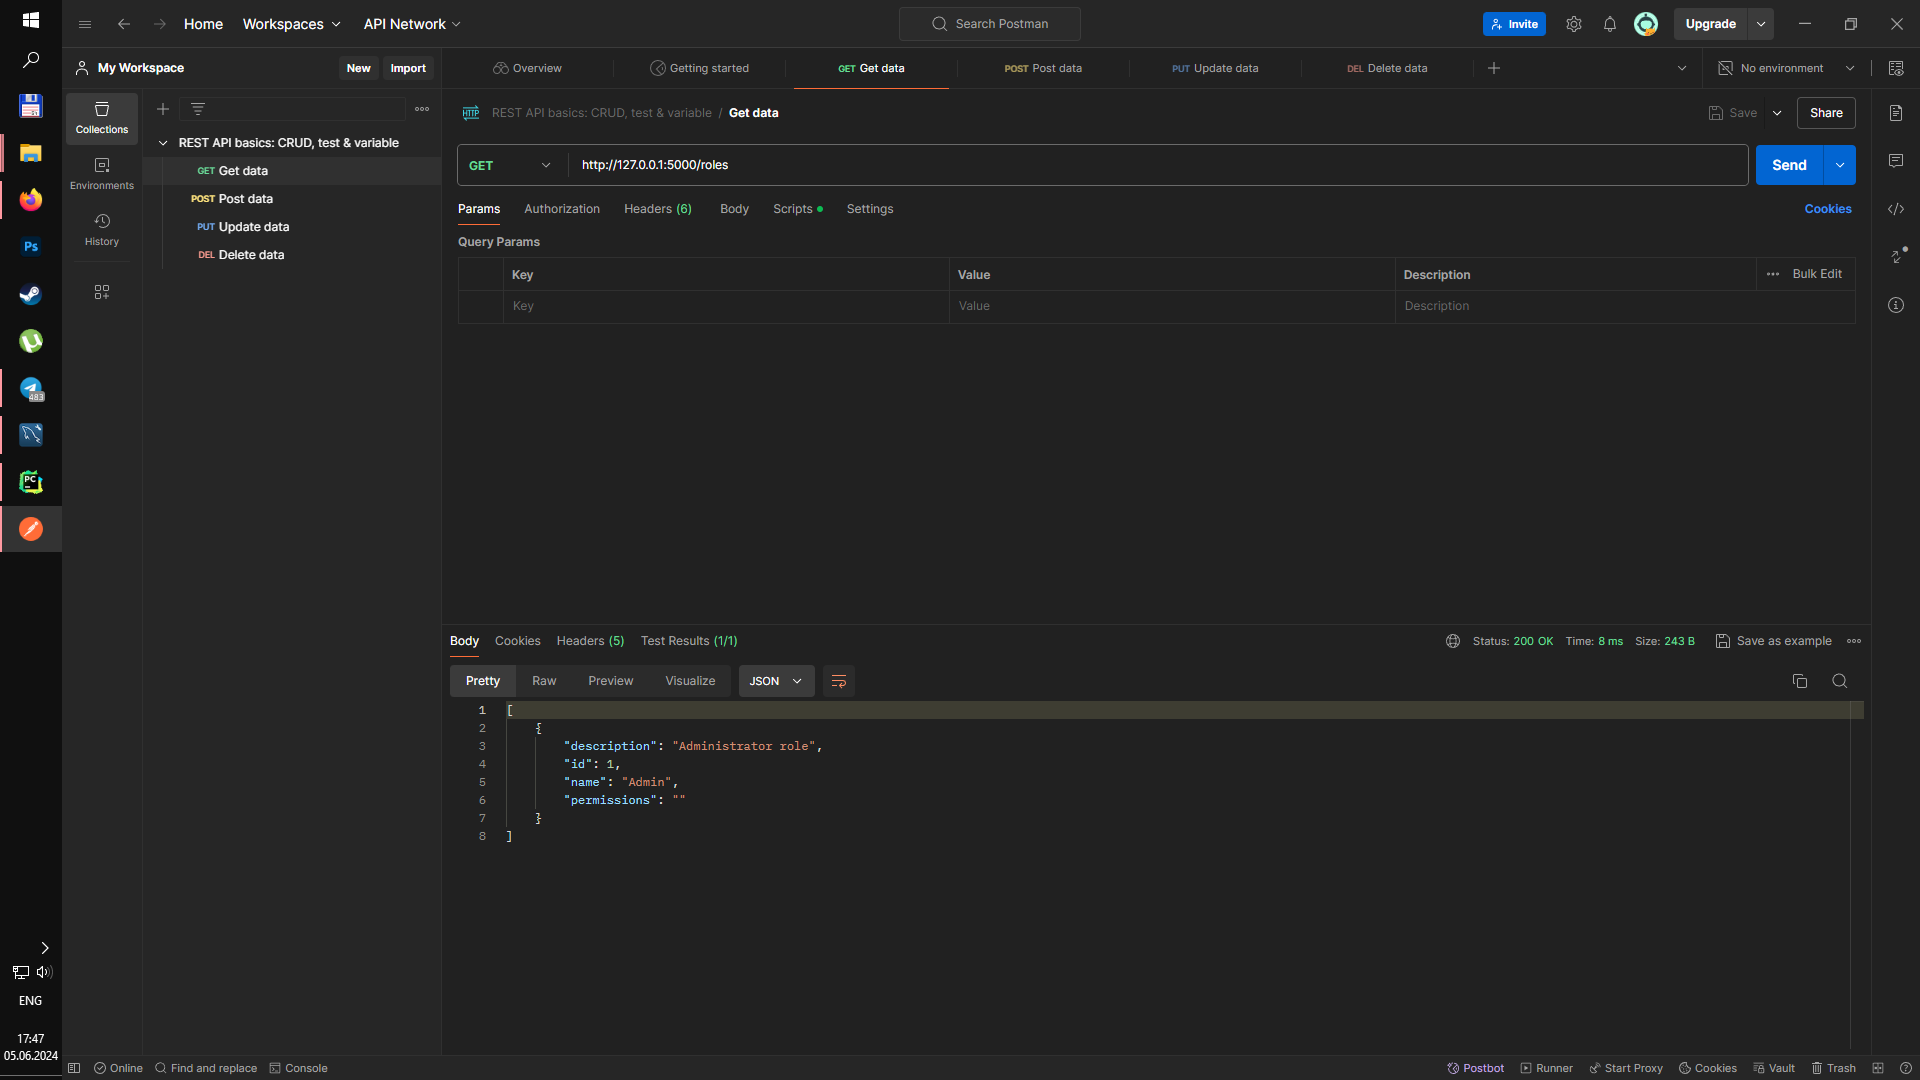 Home
Workspaces
API Network
Search Postman
Invite
Upgrade
My Workspace
New
Import
Overview
Getting started
GET Get data
POST Post data
PUT Update data
DEL Delete data
No environment
Collections
Environments
History
REST API basics: CRUD, test & variable
GET Get data
POST Post data
PUT Update data
DEL Delete data
REST API basics: CRUD, test & variable / Get data
Save
Share
GET
http://127.0.0.1:5000/roles
Send
Params
Authorization
Headers (6)
Body
Scripts
Settings
Cookies
Query Params
Key
Value
Description
Bulk Edit
Key
Value
Description
Body
Cookies
Headers (5)
Test Results (1/1)
Status: 200 OK
Time: 8 ms
Size: 243 B
Save as example
Pretty
Raw
Preview
Visualize
JSON
1 [
2 {
3 "description": "Administrator role",
4 "id": 1,
5 "name": "Admin",
6 "permissions": ""
7 }
8 ]
HTTP
Ps
483
PC
ENG
17:47
05.06.2024
Online
Find and replace
Console
Postbot
Runner
Start Proxy
Cookies
Vault
Trash